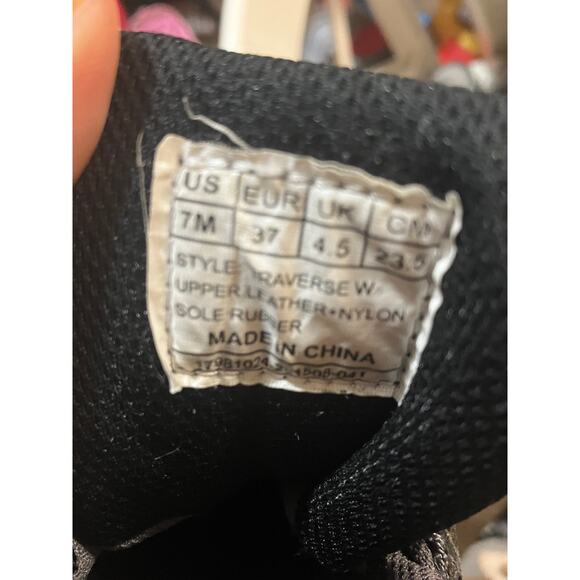 US EUR UK CM
7M 37 4.5 23.5
STYLE: TRAVERSE W
UPPER:LEATHER•NYLON
SOLE RUBBER
MADE IN CHINA